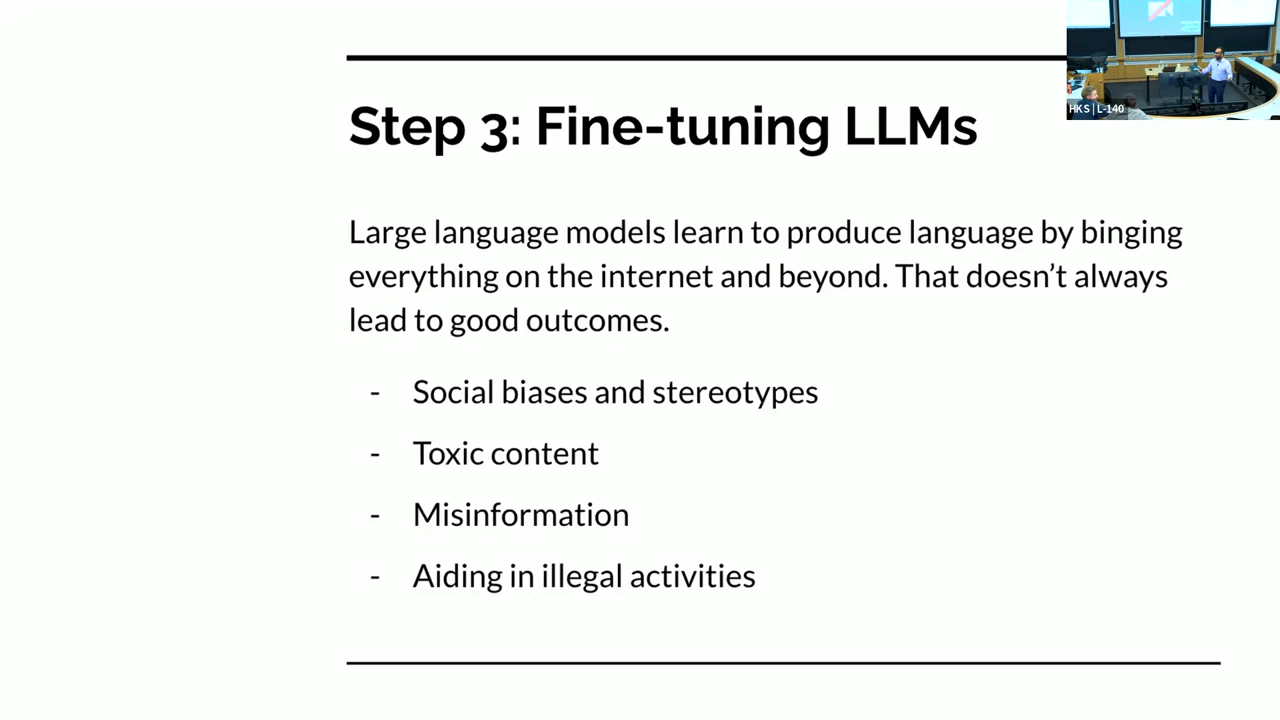 HKS | L-140
Step 3: Fine-tuning LLMs
Large language models learn to produce language by binging
everything on the internet and beyond. That doesn’t always
lead to good outcomes.
- Social biases and stereotypes
- Toxic content
- Misinformation
- Aiding in illegal activities